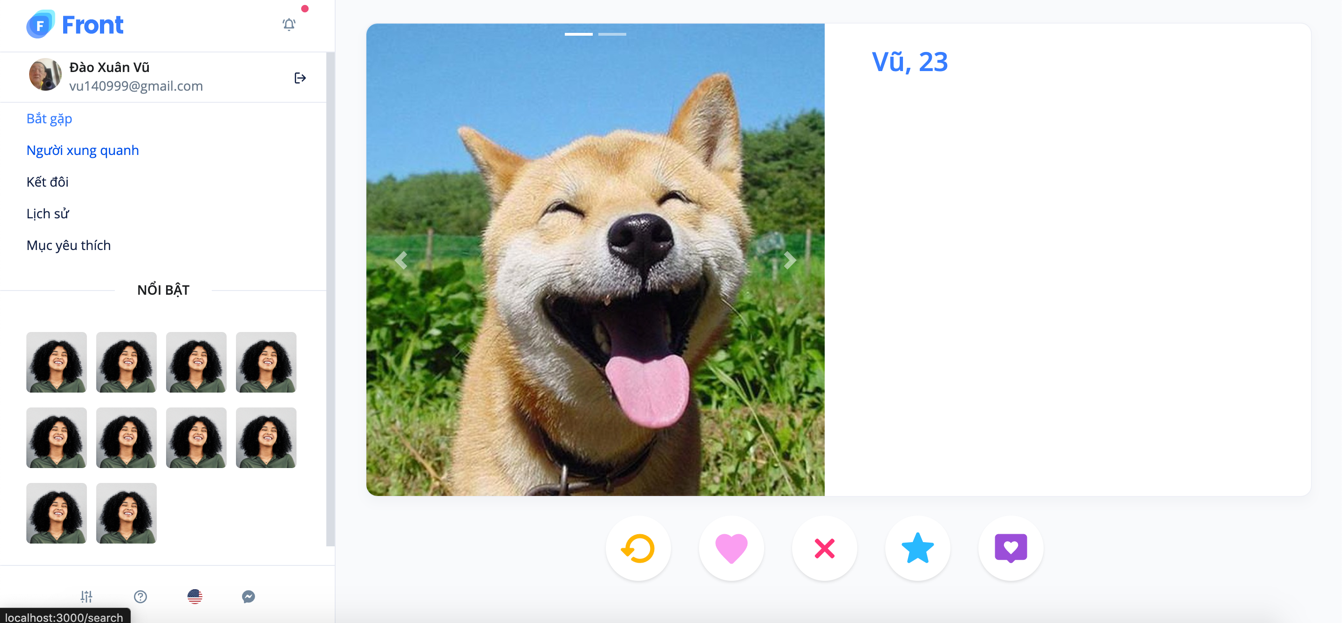 Front
Đào Xuân Vũ
vu140999@gmail.com
Bắt gặp
Người xung quanh
Kết đôi
Lịch sử
Mục yêu thích
NỔI BẬT
Vũ, 23
localhost:3000/search